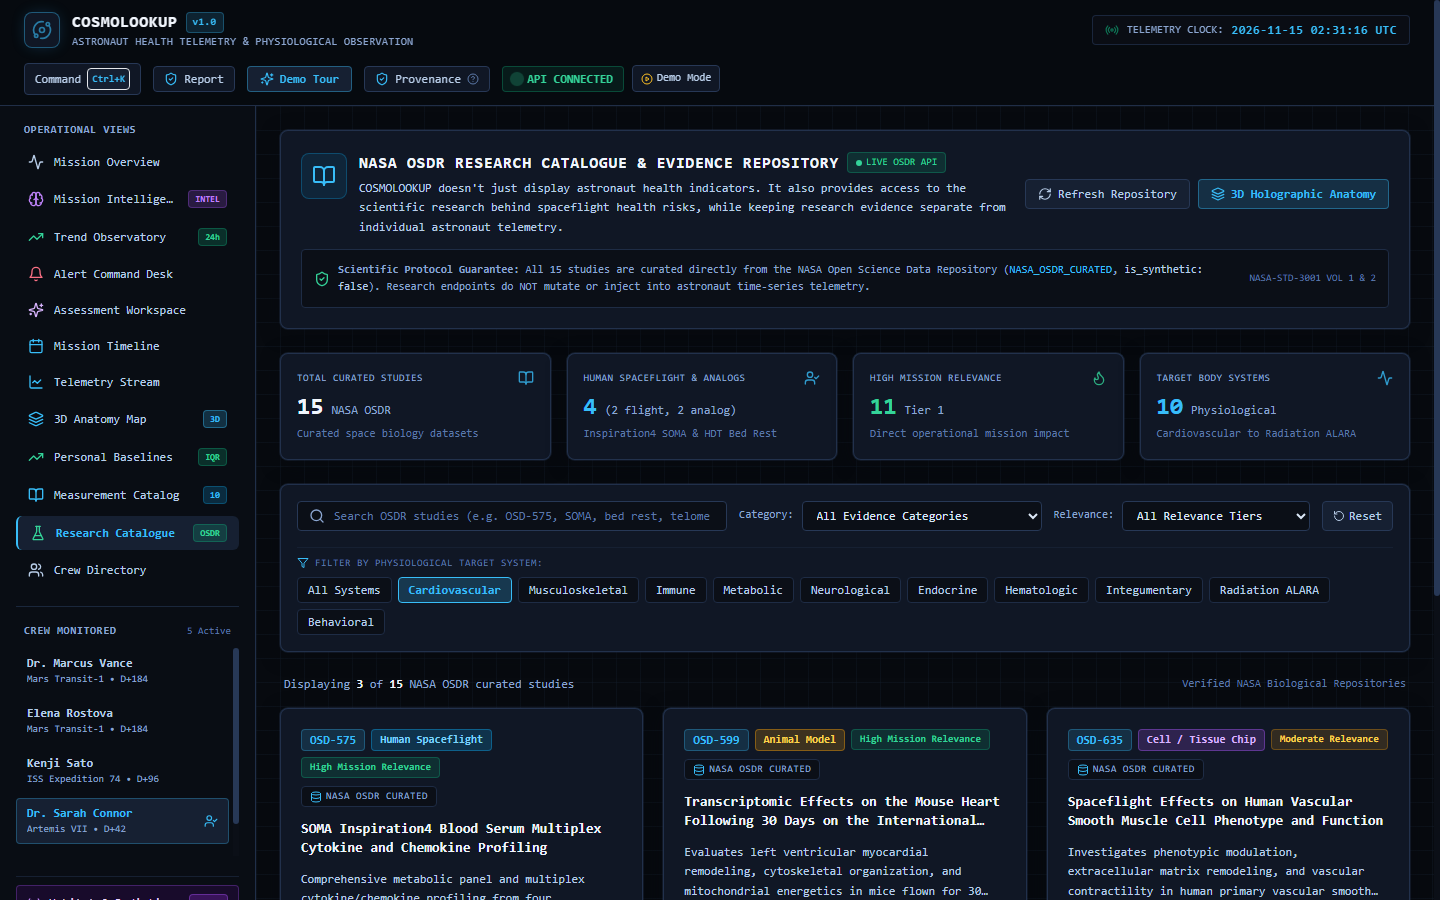 COSMOLOOKUP v1.0
ASTRONAUT HEALTH TELEMETRY & PHYSIOLOGICAL OBSERVATION
TELEMETRY CLOCK: 2026-11-15 02:31:16 UTC
Command Ctrl+K
Report
Demo Tour
Provenance
API CONNECTED
Demo Mode
OPERATIONAL VIEWS
Mission Overview
Mission Intellige… INTEL
Trend Observatory 24h
Alert Command Desk
Assessment Workspace
Mission Timeline
Telemetry Stream
3D Anatomy Map 3D
Personal Baselines IQR
Measurement Catalog 10
Research Catalogue OSDR
Crew Directory
CREW MONITORED 5 Active
Dr. Marcus Vance
Mars Transit-1 • D+184
Elena Rostova
Mars Transit-1 • D+184
Kenji Sato
ISS Expedition 74 • D+96
Dr. Sarah Connor
Artemis VII • D+42
NASA OSDR RESEARCH CATALOGUE & EVIDENCE REPOSITORY LIVE OSDR API
COSMOLOOKUP doesn't just display astronaut health indicators. It also provides access to the
scientific research behind spaceflight health risks, while keeping research evidence separate from
individual astronaut telemetry.
Refresh Repository
3D Holographic Anatomy
Scientific Protocol Guarantee: All 15 studies are curated directly from the NASA Open Science Data Repository (NASA_OSDR_CURATED, is_synthetic:
false). Research endpoints do NOT mutate or inject into astronaut time-series telemetry.
NASA-STD-3001 VOL 1 & 2
TOTAL CURATED STUDIES
15 NASA OSDR
Curated space biology datasets
HUMAN SPACEFLIGHT & ANALOGS
4 (2 flight, 2 analog)
Inspiration4 SOMA & HDT Bed Rest
HIGH MISSION RELEVANCE
11 Tier 1
Direct operational mission impact
TARGET BODY SYSTEMS
10 Physiological
Cardiovascular to Radiation ALARA
Search OSDR studies (e.g. OSD-575, SOMA, bed rest, telome
Category: All Evidence Categories
Relevance: All Relevance Tiers
Reset
FILTER BY PHYSIOLOGICAL TARGET SYSTEM:
All Systems Cardiovascular Musculoskeletal Immune Metabolic Neurological Endocrine Hematologic Integumentary Radiation ALARA
Behavioral
Displaying 3 of 15 NASA OSDR curated studies
Verified NASA Biological Repositories
OSD-575 Human Spaceflight
High Mission Relevance
NASA OSDR CURATED
SOMA Inspiration4 Blood Serum Multiplex
Cytokine and Chemokine Profiling
Comprehensive metabolic panel and multiplex
cytokine/chemokine profiling from four
OSD-599 Animal Model High Mission Relevance
NASA OSDR CURATED
Transcriptomic Effects on the Mouse Heart
Following 30 Days on the International…
Evaluates left ventricular myocardial
remodeling, cytoskeletal organization, and
mitochondrial energetics in mice flown for 30…
OSD-635 Cell / Tissue Chip Moderate Relevance
NASA OSDR CURATED
Spaceflight Effects on Human Vascular
Smooth Muscle Cell Phenotype and Function
Investigates phenotypic modulation,
extracellular matrix remodeling, and vascular
contractility in human primary vascular smooth…